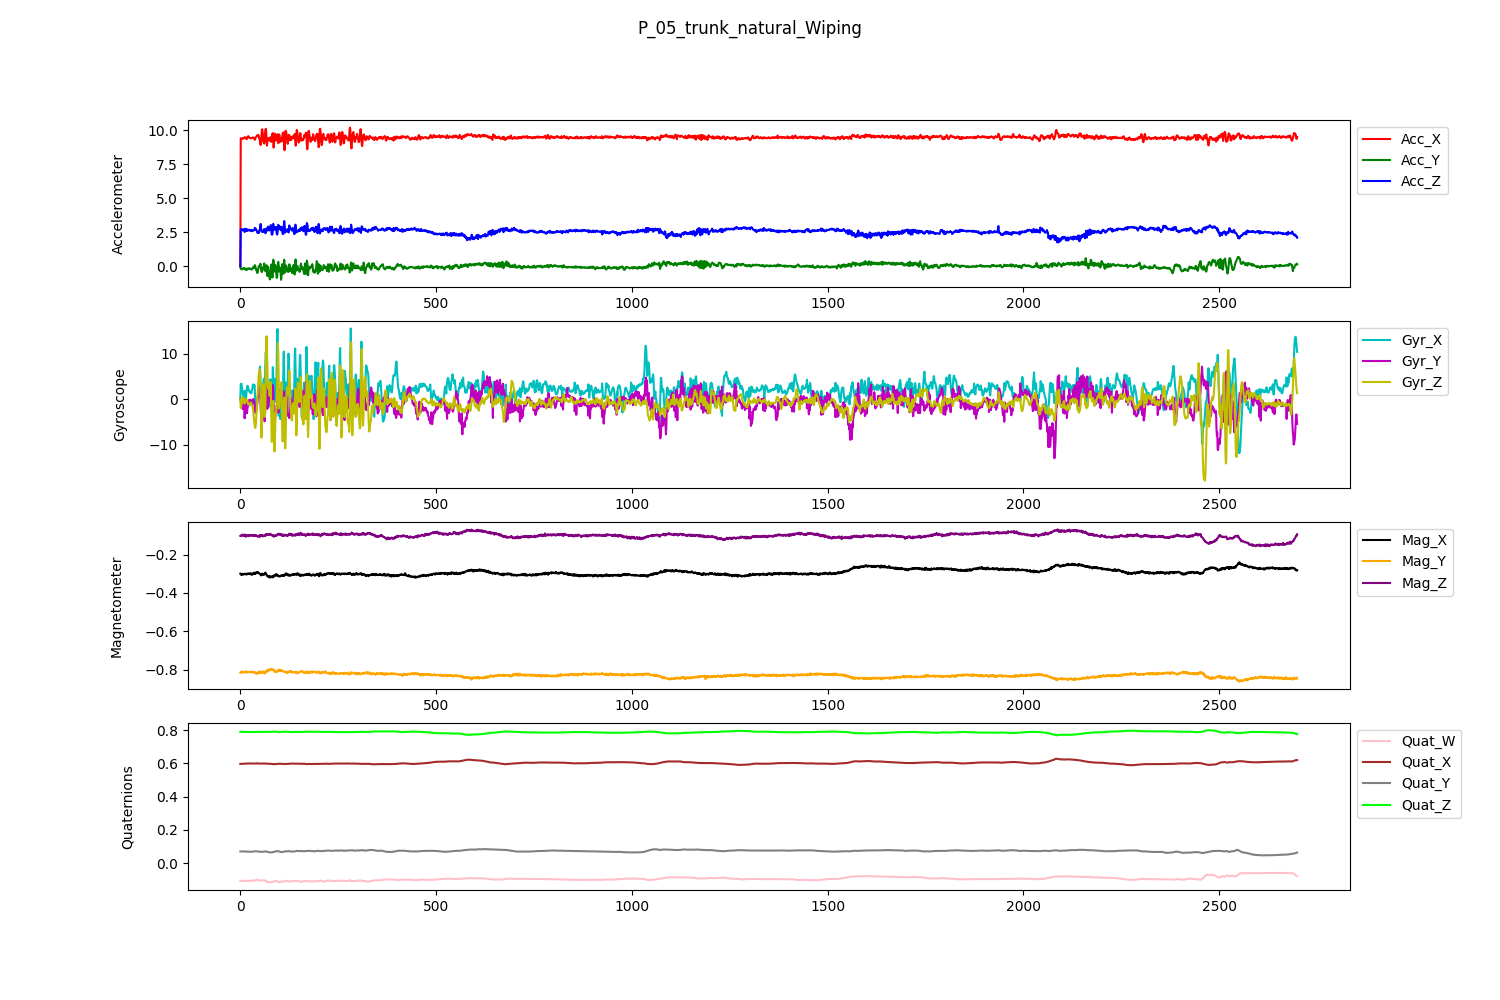 P_05_trunk_natural_Wiping
Accelerometer
10.0
7.5
5.0
2.5
0.0
0 500 1000 1500 2000 2500
Acc_X
Acc_Y
Acc_Z
Gyroscope
10
0
−10
0 500 1000 1500 2000 2500
Gyr_X
Gyr_Y
Gyr_Z
Magnetometer
−0.2
−0.4
−0.6
−0.8
0 500 1000 1500 2000 2500
Mag_X
Mag_Y
Mag_Z
Quaternions
0.8
0.6
0.4
0.2
0.0
0 500 1000 1500 2000 2500
Quat_W
Quat_X
Quat_Y
Quat_Z